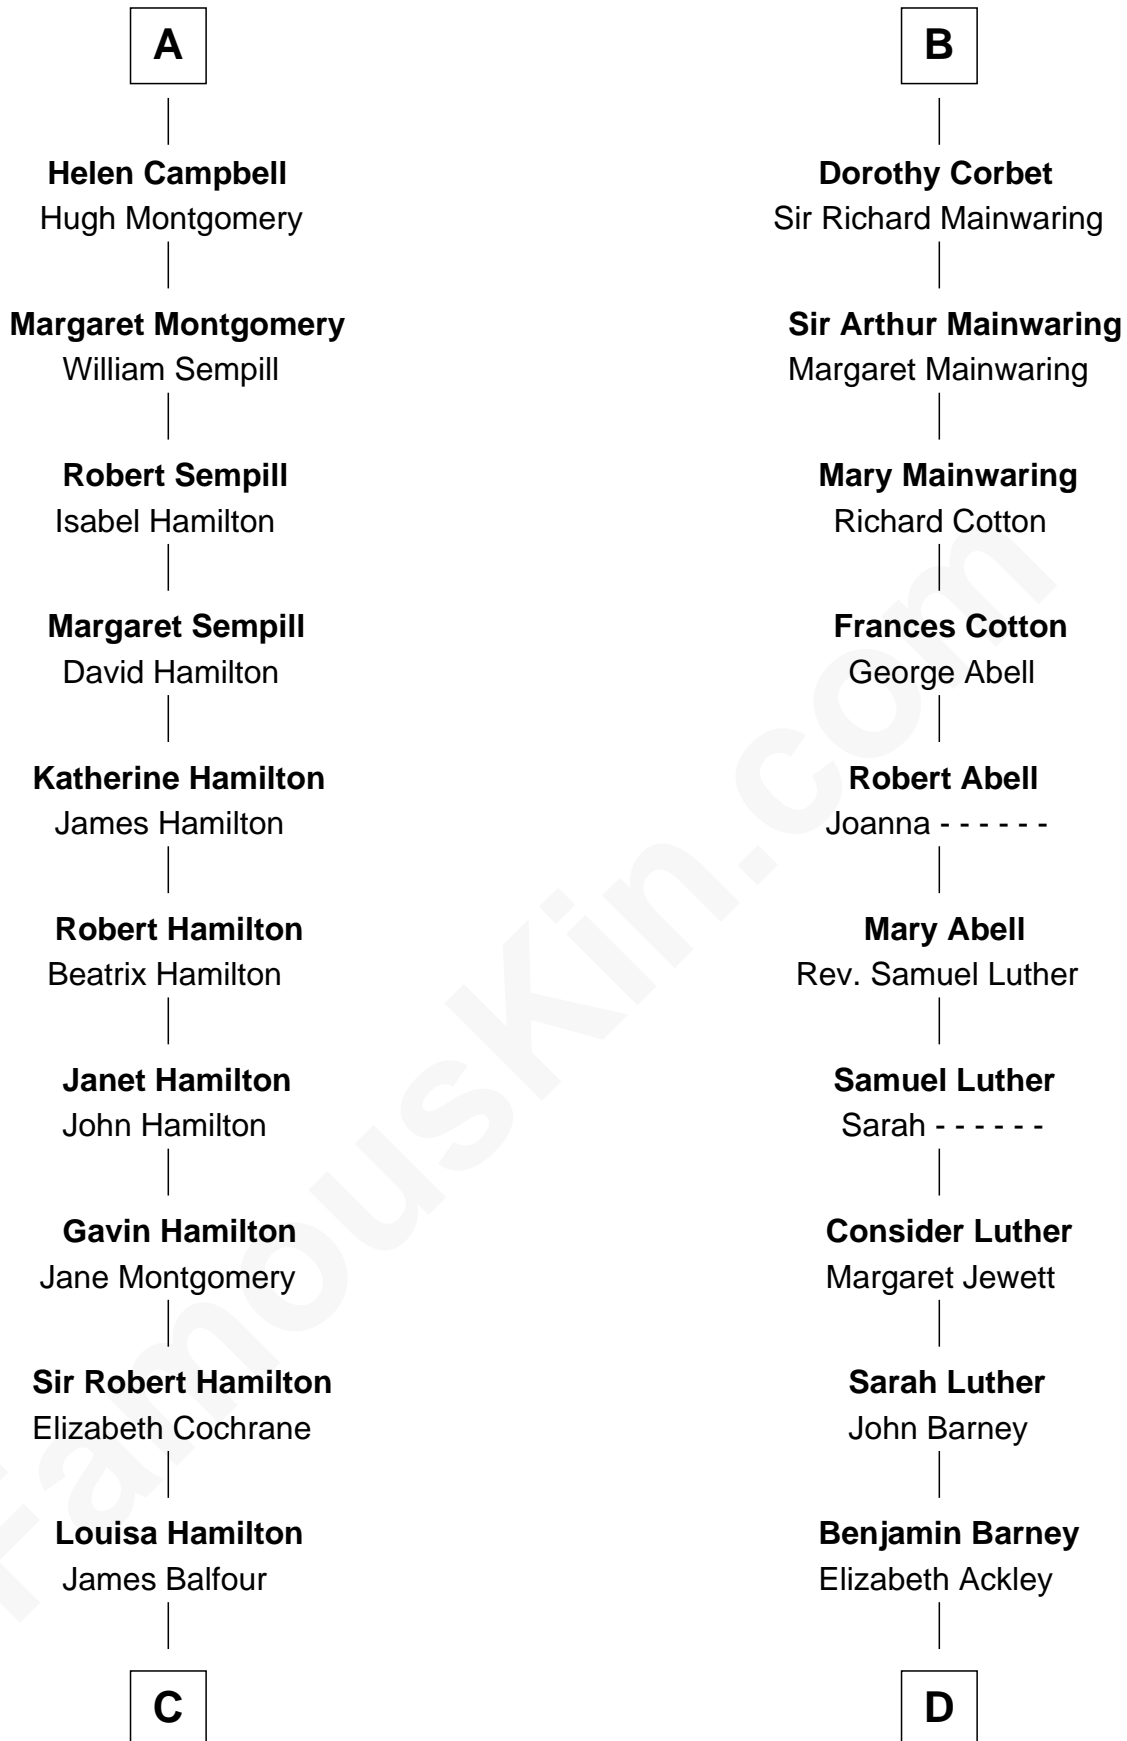 A
Helen Campbell
Hugh Montgomery
Margaret Montgomery
William Sempill
Robert Sempill
Isabel Hamilton
Margaret Sempill
David Hamilton
Katherine Hamilton
James Hamilton
Robert Hamilton
Beatrix Hamilton
Janet Hamilton
John Hamilton
Gavin Hamilton
Jane Montgomery
Sir Robert Hamilton
Elizabeth Cochrane
Louisa Hamilton
James Balfour
C
B
Dorothy Corbet
Sir Richard Mainwaring
Sir Arthur Mainwaring
Margaret Mainwaring
Mary Mainwaring
Richard Cotton
Frances Cotton
George Abell
Robert Abell
Joanna - - - - - -
Mary Abell
Rev. Samuel Luther
Samuel Luther
Sarah - - - - - -
Consider Luther
Margaret Jewett
Sarah Luther
John Barney
Benjamin Barney
Elizabeth Ackley
D
FamousKin.com